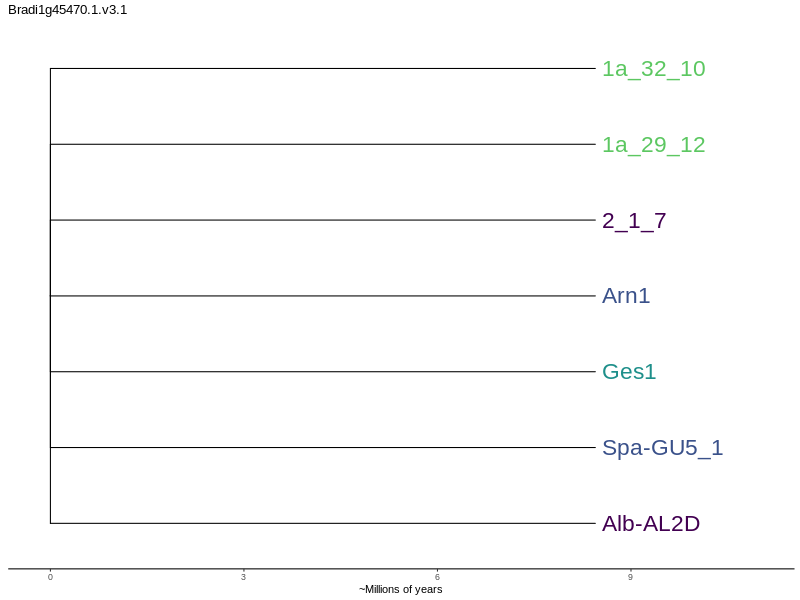 Bradi1g45470.1.v3.1
1a_32_10
1a_29_12
2_1_7
Arn1
Ges1
Spa-GU5_1
Alb-AL2D
0 3 6 9
~Millions of years